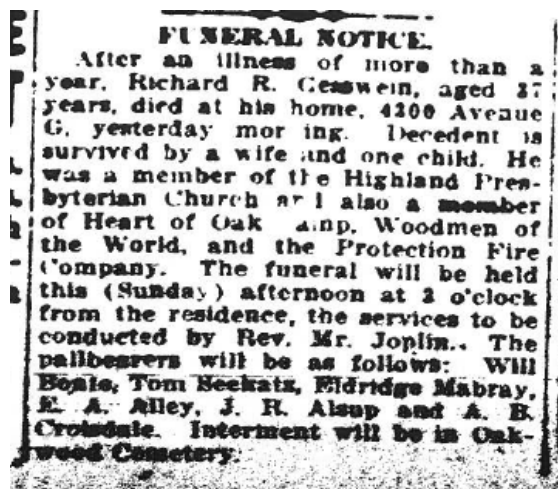 FUNERAL NOTICE.
After an illness of more than a
year, Richard R. Gesswein, aged 37
years, died at his home, 4200 Avenue
G, yesterday mor ing. Decedent is
survived by a wife and one child. He
was a member of the Highland Pres-
byterian Church and also a member
of Heart of Oak amp, Woodmen of
the World, and the Protection Fire
Company. The funeral will be held
this (Sunday) afternoon at 2 o'clock
from the residence, the services to be
conducted by Rev. Mr. Joplin. The
pallbearers will be as follows: Will
Tom Seekatz, Eldridge Mabray,
E. A. Alley, J. R. Alsup and A. B.
Croisdale. Interment will be in Oak-
wood Cemetery.